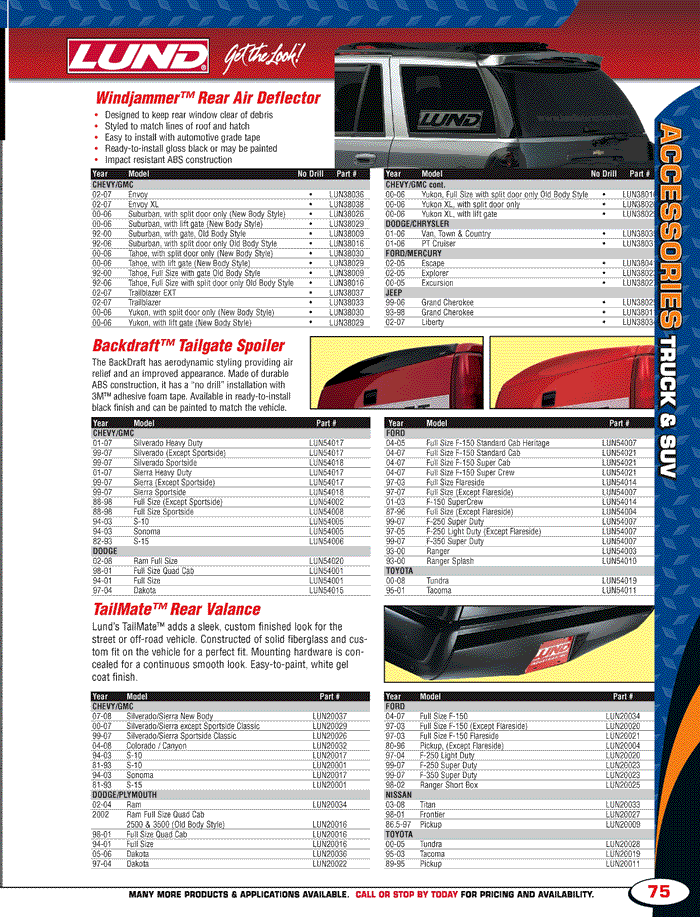 LUND
Get the Look!
Windjammer™ Rear Air Deflector
• Designed to keep rear window clear of debris
• Styled to match lines of roof and hatch
• Easy to install with automotive grade tape
• Ready-to-install gloss black or may be painted
• Impact resistant ABS construction
LUND
Year Model No Drill Part #
CHEVY/GMC
02-07 Envoy • LUN38036
02-07 Envoy XL • LUN38038
00-06 Suburban, with split door only (New Body Style) • LUN38026
00-06 Suburban, with lift gate (New Body Style) • LUN38029
92-00 Suburban, with gate, Old Body Style • LUN38009
92-06 Suburban, with split door only Old Body Style • LUN38016
00-06 Tahoe, with split door only (New Body Style) • LUN38030
00-06 Tahoe, with lift gate (New Body Style) • LUN38029
92-00 Tahoe, Full Size with gate Old Body Style • LUN38009
92-06 Tahoe, Full Size with split door only Old Body Style • LUN38016
02-07 Trailblazer EXT • LUN38037
02-07 Trailblazer • LUN38033
00-06 Yukon, with split door only (New Body Style) • LUN38030
00-06 Yukon, with lift gate (New Body Style) • LUN38029
Year Model No Drill Part #
CHEVY/GMC cont.
00-06 Yukon, Full Size with split door only Old Body Style •
00-06 Yukon XL, with split door only •
00-06 Yukon XL, with lift gate •
DODGE/CHRYSLER
01-06 Van, Town & Country •
01-06 PT Cruiser •
FORD/MERCURY
02-05 Escape •
02-05 Explorer •
00-05 Excursion •
JEEP
99-06 Grand Cherokee •
93-98 Grand Cherokee •
02-07 Liberty •
Backdraft™ Tailgate Spoiler
The BackDraft has aerodynamic styling providing air
relief and an improved appearance. Made of durable
ABS construction, it has a “no drill” installation with
3M™ adhesive foam tape. Available in ready-to-install
black finish and can be painted to match the vehicle.
Year Model Part #
CHEVY/GMC
01-07 Silverado Heavy Duty LUN54017
99-07 Silverado (Except Sportside) LUN54017
99-07 Silverado Sportside LUN54018
01-07 Sierra Heavy Duty LUN54017
99-07 Sierra (Except Sportside) LUN54017
99-07 Sierra Sportside LUN54018
88-98 Full Size (Except Sportside) LUN54002
88-98 Full Size Sportside LUN54008
94-03 S-10 LUN54005
94-03 Sonoma LUN54005
82-93 S-15 LUN54006
DODGE
02-08 Ram Full Size LUN54020
98-01 Full Size Quad Cab LUN54001
94-01 Full Size LUN54001
97-04 Dakota LUN54015
Year Model Part #
FORD
04-05 Full Size F-150 Standard Cab Heritage LUN54007
04-07 Full Size F-150 Standard Cab LUN54021
04-07 Full Size F-150 Super Cab LUN54021
04-07 Full Size F-150 Super Crew LUN54021
97-03 Full Size Flareside LUN54014
97-07 Full Size (Except Flareside) LUN54007
01-03 F-150 SuperCrew LUN54014
87-96 Full Size (Except Flareside) LUN54004
99-07 F-250 Super Duty LUN54007
97-05 F-250 Light Duty (Except Flareside) LUN54007
99-07 F-350 Super Duty LUN54007
93-00 Ranger LUN54003
93-00 Ranger Splash LUN54010
TOYOTA
00-08 Tundra LUN54019
95-01 Tacoma LUN54011
TailMate™ Rear Valance
Lund's TailMate™ adds a sleek, custom finished look for the
street or off-road vehicle. Constructed of solid fiberglass and cus-
tom fit on the vehicle for a perfect fit. Mounting hardware is con-
cealed for a continuous smooth look. Easy-to-paint, white gel
coat finish.
LUND
Year Model Part #
CHEVY/GMC
07-08 Silverado/Sierra New Body LUN20037
00-07 Silverado/Sierra except Sportside Classic LUN20029
99-07 Silverado/Sierra Sportside Classic LUN20026
04-08 Colorado / Canyon LUN20032
94-03 S-10 LUN20017
81-93 S-10 LUN20001
94-03 Sonoma LUN20017
81-93 S-15 LUN20001
DODGE/PLYMOUTH
02-04 Ram LUN20034
2002 Ram Full Size Quad Cab
2500 & 3500 (Old Body Style) LUN20016
98-01 Full Size Quad Cab LUN20016
94-01 Full Size LUN20016
05-06 Dakota LUN20036
97-04 Dakota LUN20022
Year Model Part #
FORD
04-07 Full Size F-150 LUN20034
97-03 Full Size F-150 (Except Flareside) LUN20020
97-03 Full Size F-150 Flareside LUN20021
80-96 Pickup, (Except Flareside) LUN20004
97-04 F-250 Light Duty LUN20020
99-07 F-250 Super Duty LUN20023
99-07 F-350 Super Duty LUN20023
98-02 Ranger Short Box LUN20025
NISSAN
03-08 Titan LUN20033
98-01 Frontier LUN20027
86.5-97 Pickup LUN20009
TOYOTA
00-05 Tundra LUN20028
95-03 Tacoma LUN20019
89-95 Pickup LUN20011
ACCESSORIES TRUCK & SUV
MANY MORE PRODUCTS & APPLICATIONS AVAILABLE. CALL OR STOP BY TODAY FOR PRICING AND AVAILABILITY.
75